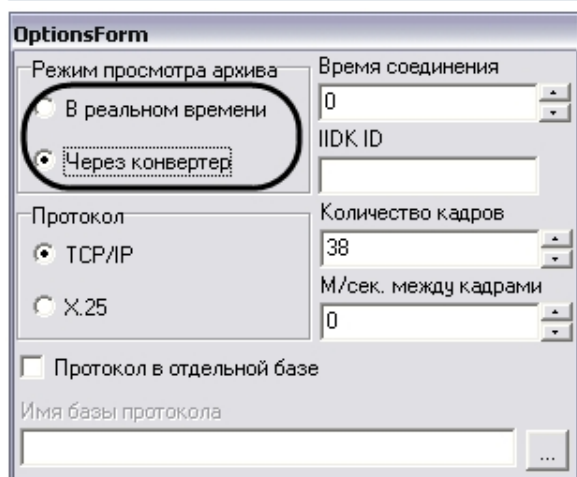 OptionsForm
Режим просмотра архива
В реальном времени
Через конвертер
Время соединения
0
IIDK ID
Протокол
TCP/IP
X.25
Количество кадров
38
М/сек. между кадрами
0
Протокол в отдельной базе
Имя базы протокола
...